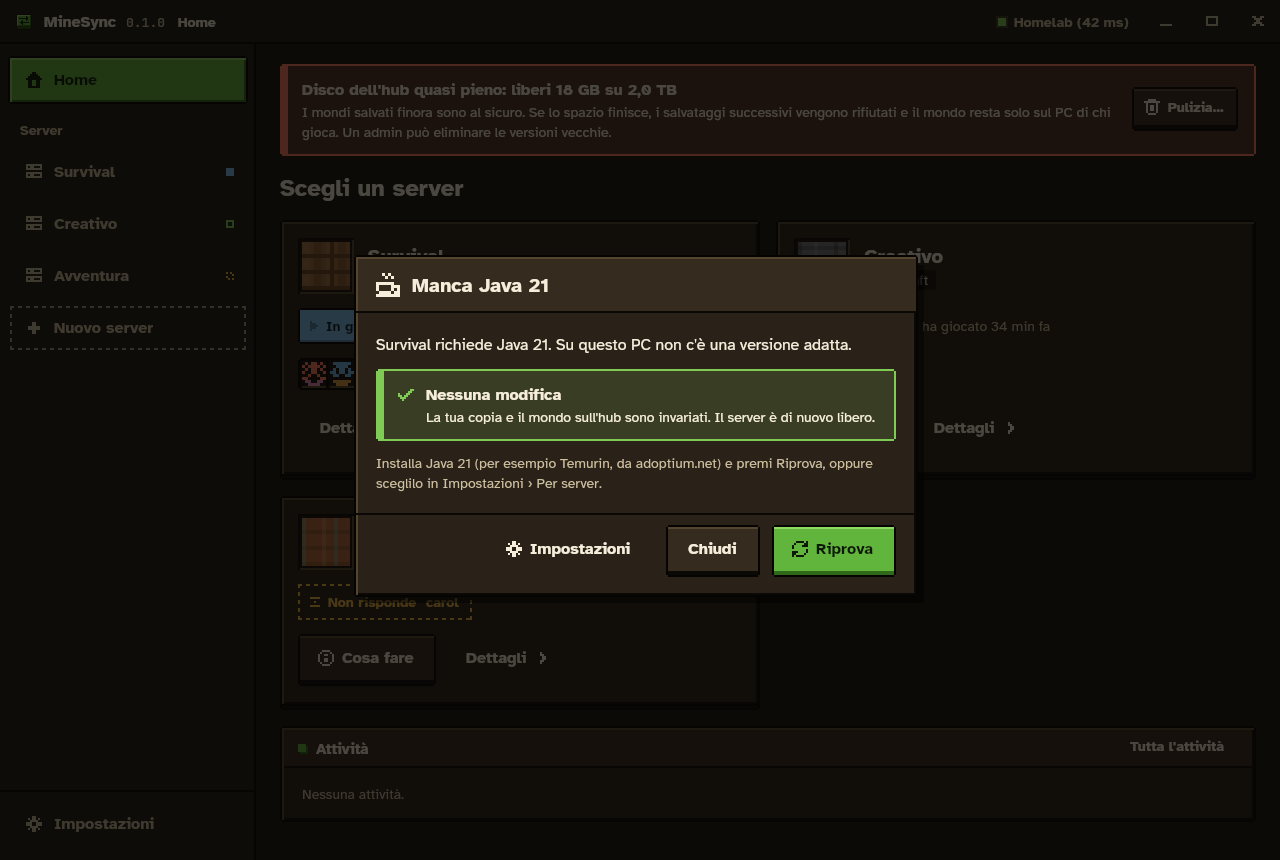 MineSync 0.1.0 Home
Homelab (42 ms)
Home
Server
Survival
Creativo
Avventura
Nuovo server
Impostazioni
Disco dell'hub quasi pieno: liberi 18 GB su 2,0 TB
I mondi salvati finora sono al sicuro. Se lo spazio finisce, i salvataggi successivi vengono rifiutati e il mondo resta solo sul PC di chi
gioca. Un admin può eliminare le versioni vecchie.
Pulizia...
Scegli un server
Survival
Creativo
ft
In g
ha giocato 34 min fa
Dett
Dettagli
Manca Java 21
Survival richiede Java 21. Su questo PC non c'è una versione adatta.
Nessuna modifica
La tua copia e il mondo sull'hub sono invariati. Il server è di nuovo libero.
Installa Java 21 (per esempio Temurin, da adoptium.net) e premi Riprova, oppure
sceglilo in Impostazioni › Per server.
Impostazioni
Chiudi
Riprova
Non risponde carol
Cosa fare
Dettagli
Attività
Tutta l'attività
Nessuna attività.